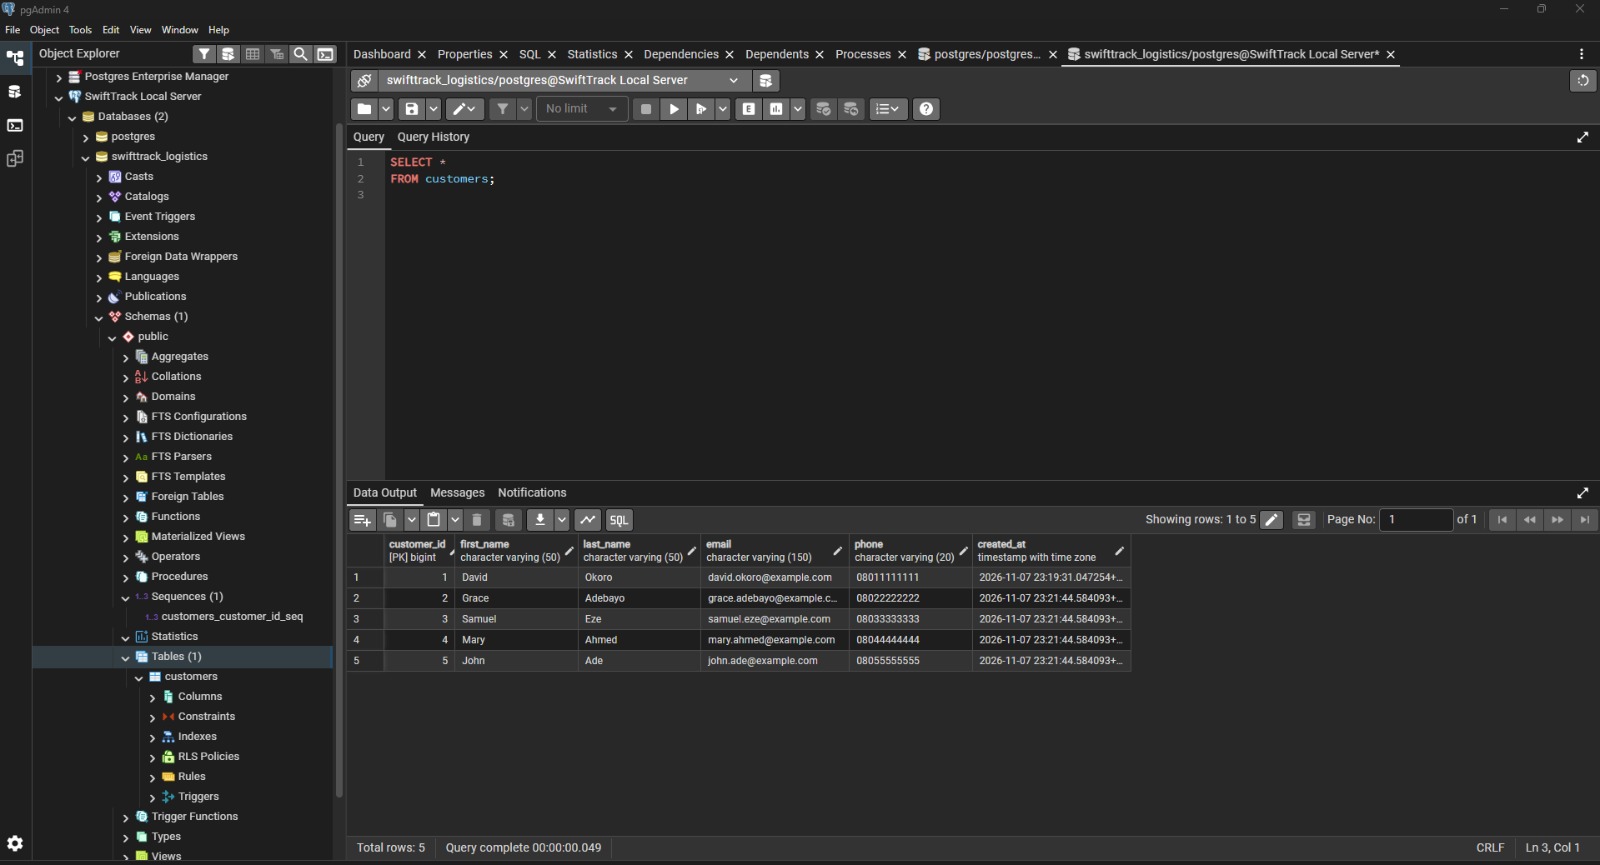 pgAdmin 4
File Object Tools Edit View Window Help
Object Explorer
Postgres Enterprise Manager
SwiftTrack Local Server
Databases (2)
postgres
swifttrack_logistics
Casts
Catalogs
Event Triggers
Extensions
Foreign Data Wrappers
Languages
Publications
Schemas (1)
public
Aggregates
Collations
Domains
FTS Configurations
FTS Dictionaries
Aa FTS Parsers
FTS Templates
Foreign Tables
Functions
Materialized Views
Operators
Procedures
1..3 Sequences (1)
1..3 customers_customer_id_seq
Statistics
Tables (1)
customers
Columns
Constraints
Indexes
RLS Policies
Rules
Triggers
Trigger Functions
Types
Views
Dashboard Properties SQL Statistics Dependencies Dependents Processes postgres/postgres... swifttrack_logistics/postgres@SwiftTrack Local Server*
swifttrack_logistics/postgres@SwiftTrack Local Server
No limit E
Query Query History
1 SELECT *
2 FROM customers;
3
Data Output Messages Notifications
SQL Showing rows: 1 to 5 Page No: 1 of 1
customer_id first_name last_name email phone created_at
[PK] bigint character varying (50) character varying (50) character varying (150) character varying (20) timestamp with time zone
1 1 David Okoro david.okoro@example.com 08011111111 2026-11-07 23:19:31.047254+...
2 2 Grace Adebayo grace.adebayo@example.c... 08022222222 2026-11-07 23:21:44.584093+...
3 3 Samuel Eze samuel.eze@example.com 08033333333 2026-11-07 23:21:44.584093+...
4 4 Mary Ahmed mary.ahmed@example.com 08044444444 2026-11-07 23:21:44.584093+...
5 5 John Ade john.ade@example.com 08055555555 2026-11-07 23:21:44.584093+...
Total rows: 5 Query complete 00:00:00.049 CRLF Ln 3, Col 1